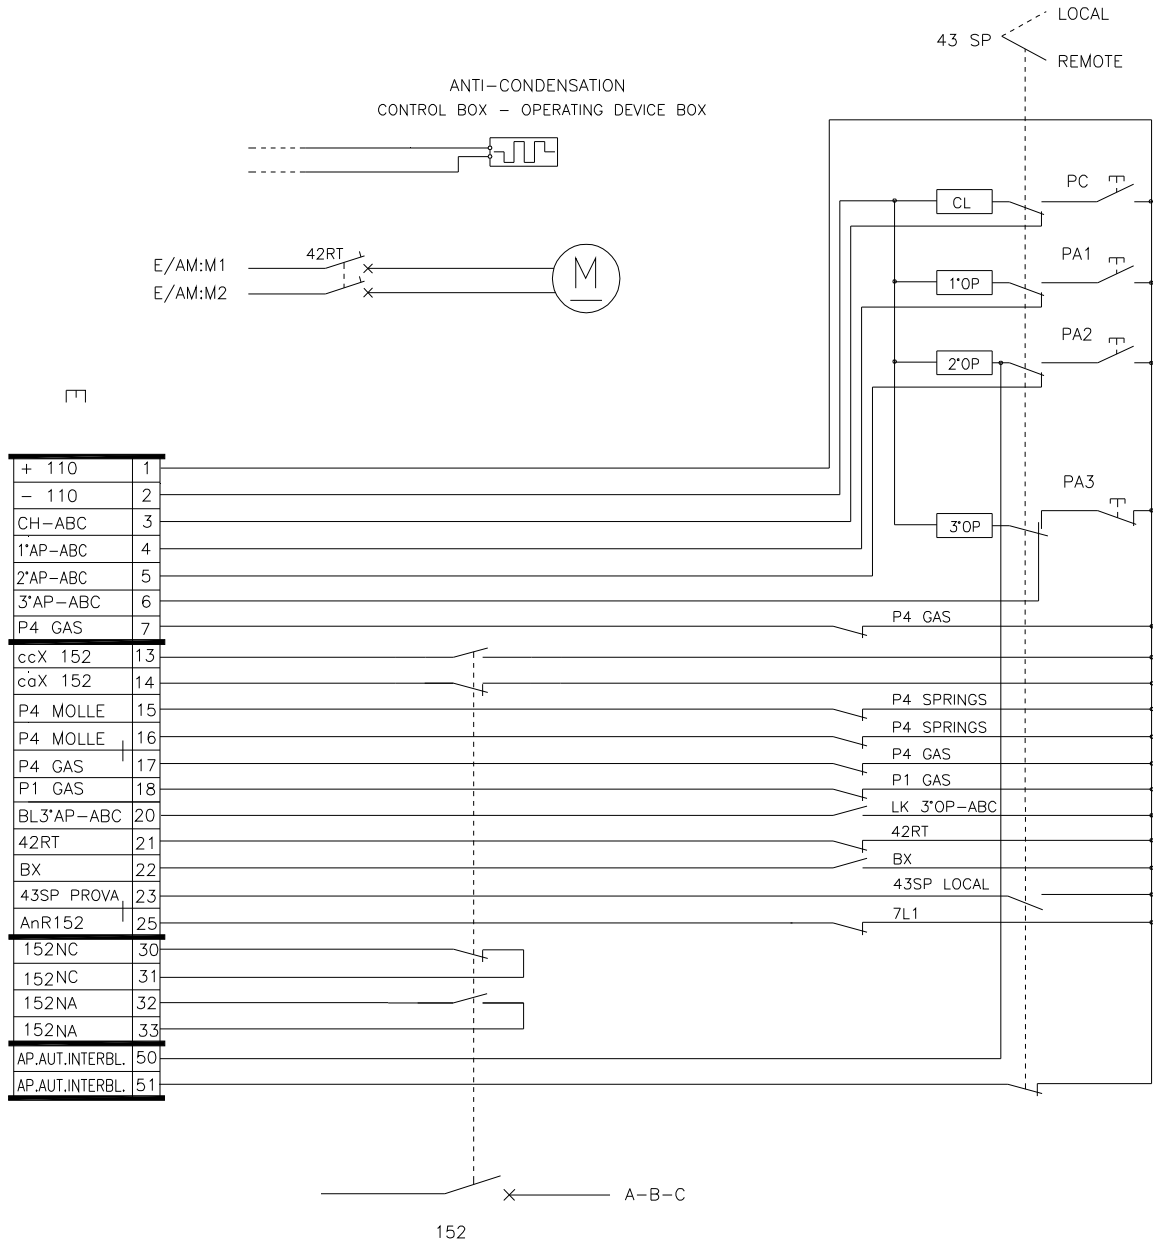 LOCAL
43 SP
REMOTE
ANTI-CONDENSATION
CONTROL BOX - OPERATING DEVICE BOX
PC
CL
42RT
E/AM:M1
E/AM:M2
M
PA1
1°OP
PA2
2°OP
PA3
3°OP
E
+ 110 1
- 110 2
CH-ABC 3
1°AP-ABC 4
2°AP-ABC 5
3°AP-ABC 6
P4 GAS 7 P4 GAS
ccX 152 13
caX 152 14
P4 MOLLE 15 P4 SPRINGS
P4 MOLLE 16 P4 SPRINGS
P4 GAS 17 P4 GAS
P1 GAS 18 P1 GAS
BL3°AP-ABC 20 LK 3°OP-ABC
42RT 21 42RT
BX 22 BX
43SP PROVA 23 43SP LOCAL
AnR152 25 7L1
152NC 30
152NC 31
152NA 32
152NA 33
AP.AUT.INTERBL. 50
AP.AUT.INTERBL. 51
A-B-C
152